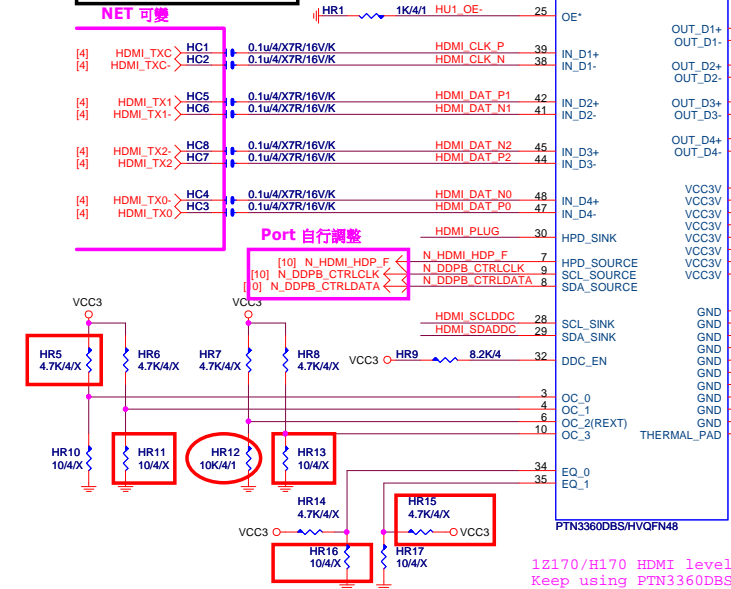 NET 可變
HR1 1K/4/1 HU1_OE- 25 OE*
OUT_D1+
OUT_D1-
[4] HDMI_TXC HC1 0.1u/4/X7R/16V/K HDMI_CLK_P 39 IN_D1+
[4] HDMI_TXC- HC2 0.1u/4/X7R/16V/K HDMI_CLK_N 38 IN_D1-
OUT_D2+
OUT_D2-
[4] HDMI_TX1 HC5 0.1u/4/X7R/16V/K HDMI_DAT_P1 42 IN_D2+
[4] HDMI_TX1- HC6 0.1u/4/X7R/16V/K HDMI_DAT_N1 41 IN_D2-
OUT_D3+
OUT_D3-
[4] HDMI_TX2- HC8 0.1u/4/X7R/16V/K HDMI_DAT_N2 45 IN_D3+
[4] HDMI_TX2 HC7 0.1u/4/X7R/16V/K HDMI_DAT_P2 44 IN_D3-
OUT_D4+
OUT_D4-
[4] HDMI_TX0- HC4 0.1u/4/X7R/16V/K HDMI_DAT_N0 48 IN_D4+
[4] HDMI_TX0 HC3 0.1u/4/X7R/16V/K HDMI_DAT_P0 47 IN_D4-
VCC3V
VCC3V
VCC3V
VCC3V
VCC3V
VCC3V
VCC3V
VCC3V
Port 自行調整
HDMI_PLUG 30 HPD_SINK
[10] N_HDMI_HDP_F N_HDMI_HDP_F 7 HPD_SOURCE
[10] N_DDPB_CTRLCLK N_DDPB_CTRLCLK 9 SCL_SOURCE
[10] N_DDPB_CTRLDATA N_DDPB_CTRLDATA 8 SDA_SOURCE
VCC3 VCC3
HDMI_SCLDDC 28 SCL_SINK
HDMI_SDADDC 29 SDA_SINK
GND
GND
GND
GND
GND
GND
GND
GND
GND
GND
THERMAL_PAD
HR5 4.7K/4/X
HR6 4.7K/4/X
HR7 4.7K/4/X
HR8 4.7K/4/X
VCC3 HR9 8.2K/4 32 DDC_EN
3 OC_0
4 OC_1
6 OC_2(REXT)
10 OC_3
HR10 10/4/X
HR11 10/4/X
HR12 10K/4/1
HR13 10/4/X
34 EQ_0
35 EQ_1
HR14 4.7K/4/X
VCC3
HR15 4.7K/4/X
VCC3
HR16 10/4/X
HR17 10/4/X
PTN3360DBS/HVQFN48
1Z170/H170 HDMI level
Keep using PTN3360DBS